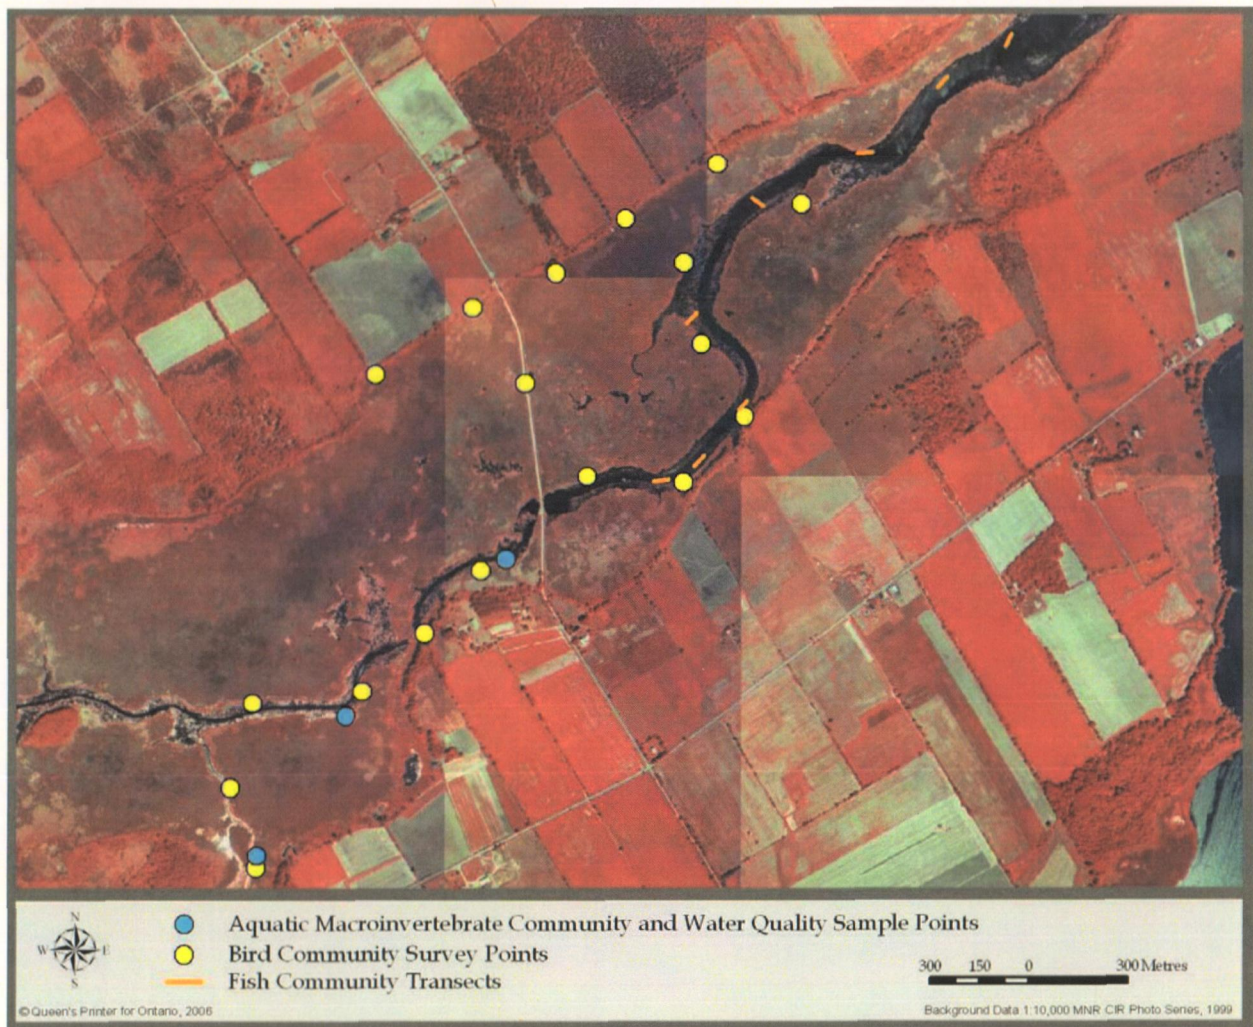 N
W E
S
Aquatic Macroinvertebrate Community and Water Quality Sample Points
Bird Community Survey Points
Fish Community Transects
300 150 0 300 Metres
©Queen's Printer for Ontario, 2006
Background Data 1:10,000 MNR CIR Photo Series, 1999